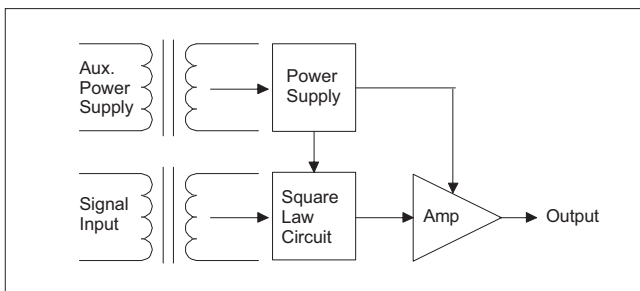 Aux.
Power
Supply
Power
Supply
Signal
Input
Square
Law
Circuit
Amp
Output